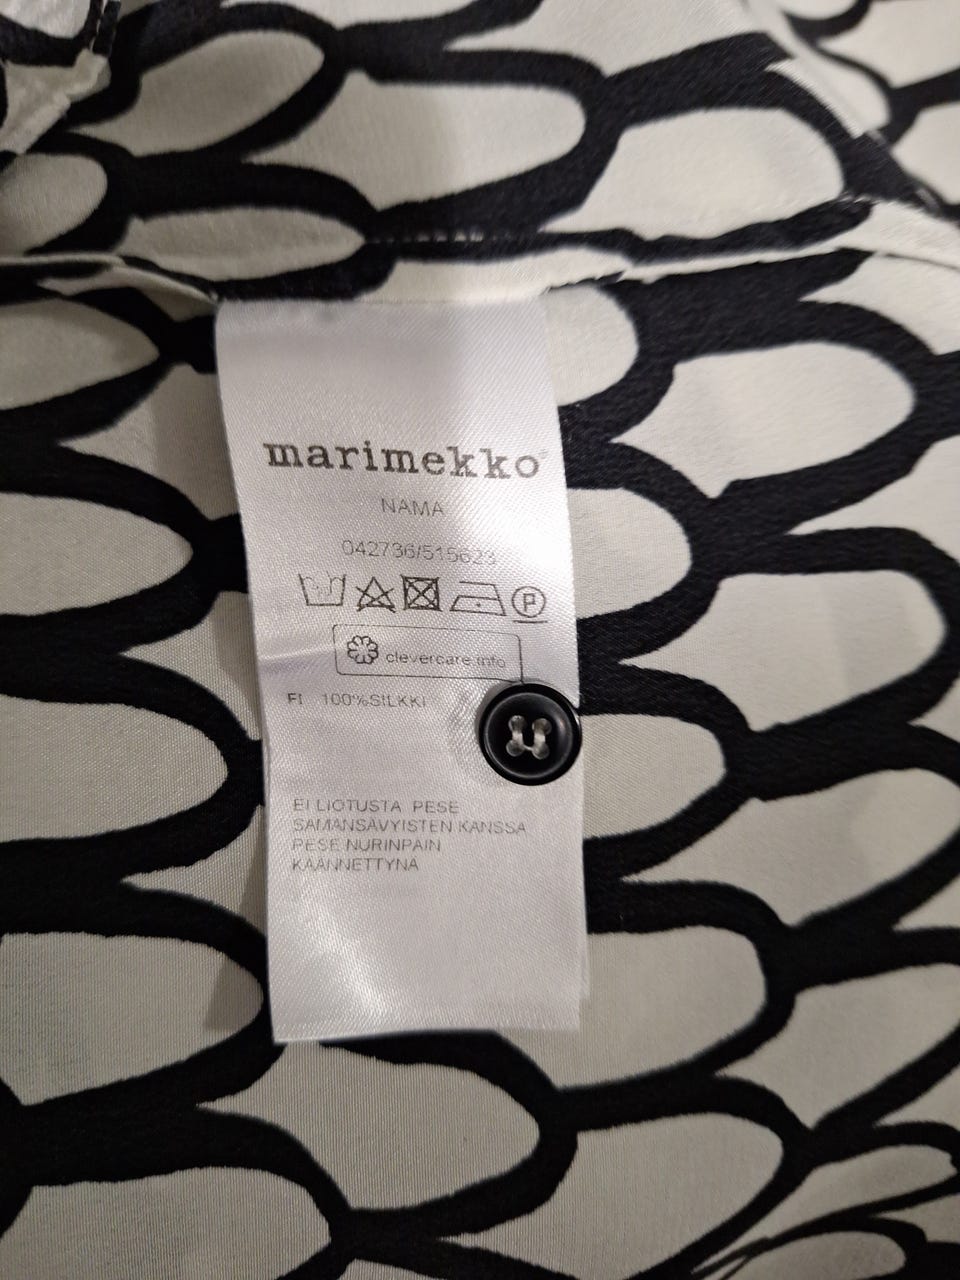 marimekko®
NAMA
042736/515623
P
clevercare.info
FI 100%SILKKI
EI LIOTUSTA PESE
SAMANSÄVYISTEN KANSSA
PESE NURINPÄIN
KÄÄNNETTYNÄ